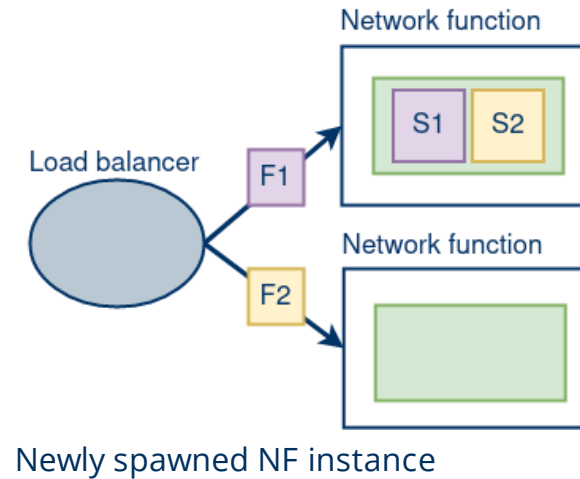 Network function
S1 S2
Load balancer
F1
Network function
F2
Newly spawned NF instance